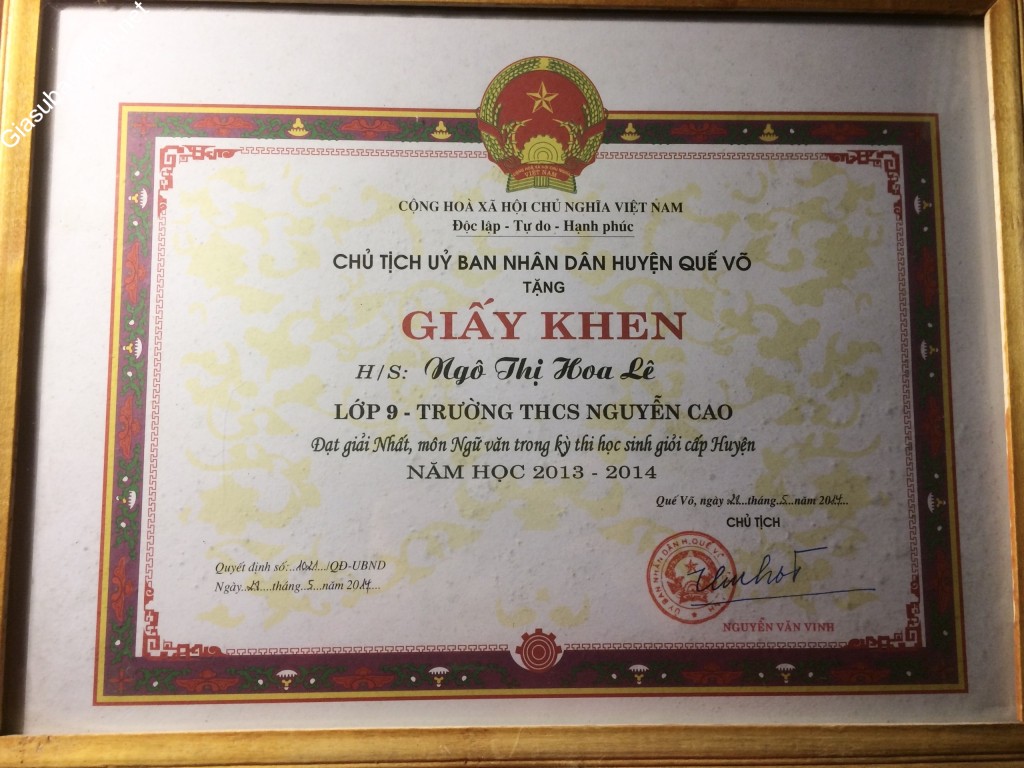 CỘNG HOÀ XÃ HỘI CHỦ NGHĨA VIỆT NAM
Độc lập - Tự do - Hạnh phúc
CHỦ TỊCH UỶ BAN NHÂN DÂN HUYỆN QUẾ VÕ
TẶNG
GIẤY KHEN
H/S: Ngô Thị Hoa Lê
LỚP 9 - TRƯỜNG THCS NGUYỄN CAO
Đạt giải Nhất, môn Ngữ văn trong kỳ thi học sinh giỏi cấp Huyện
NĂM HỌC 2013 - 2014
Quế Võ, ngày 21...tháng..5...năm 2014...
CHỦ TỊCH
Quyết định số:.../QĐ-UBND
Ngày..21...tháng..5...năm 2014...
NGUYỄN VĂN VINH
VIỆT NAM
Giasub